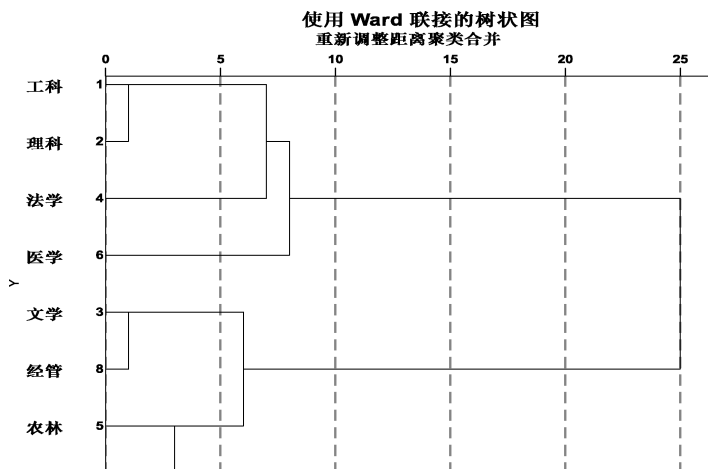 使用 Ward 联接的树状图
重新调整距离聚类合并
0 5 10 15 20 25
工科 1
理科 2
法学 4
医学 6
Y
文学 3
经管 8
农林 5